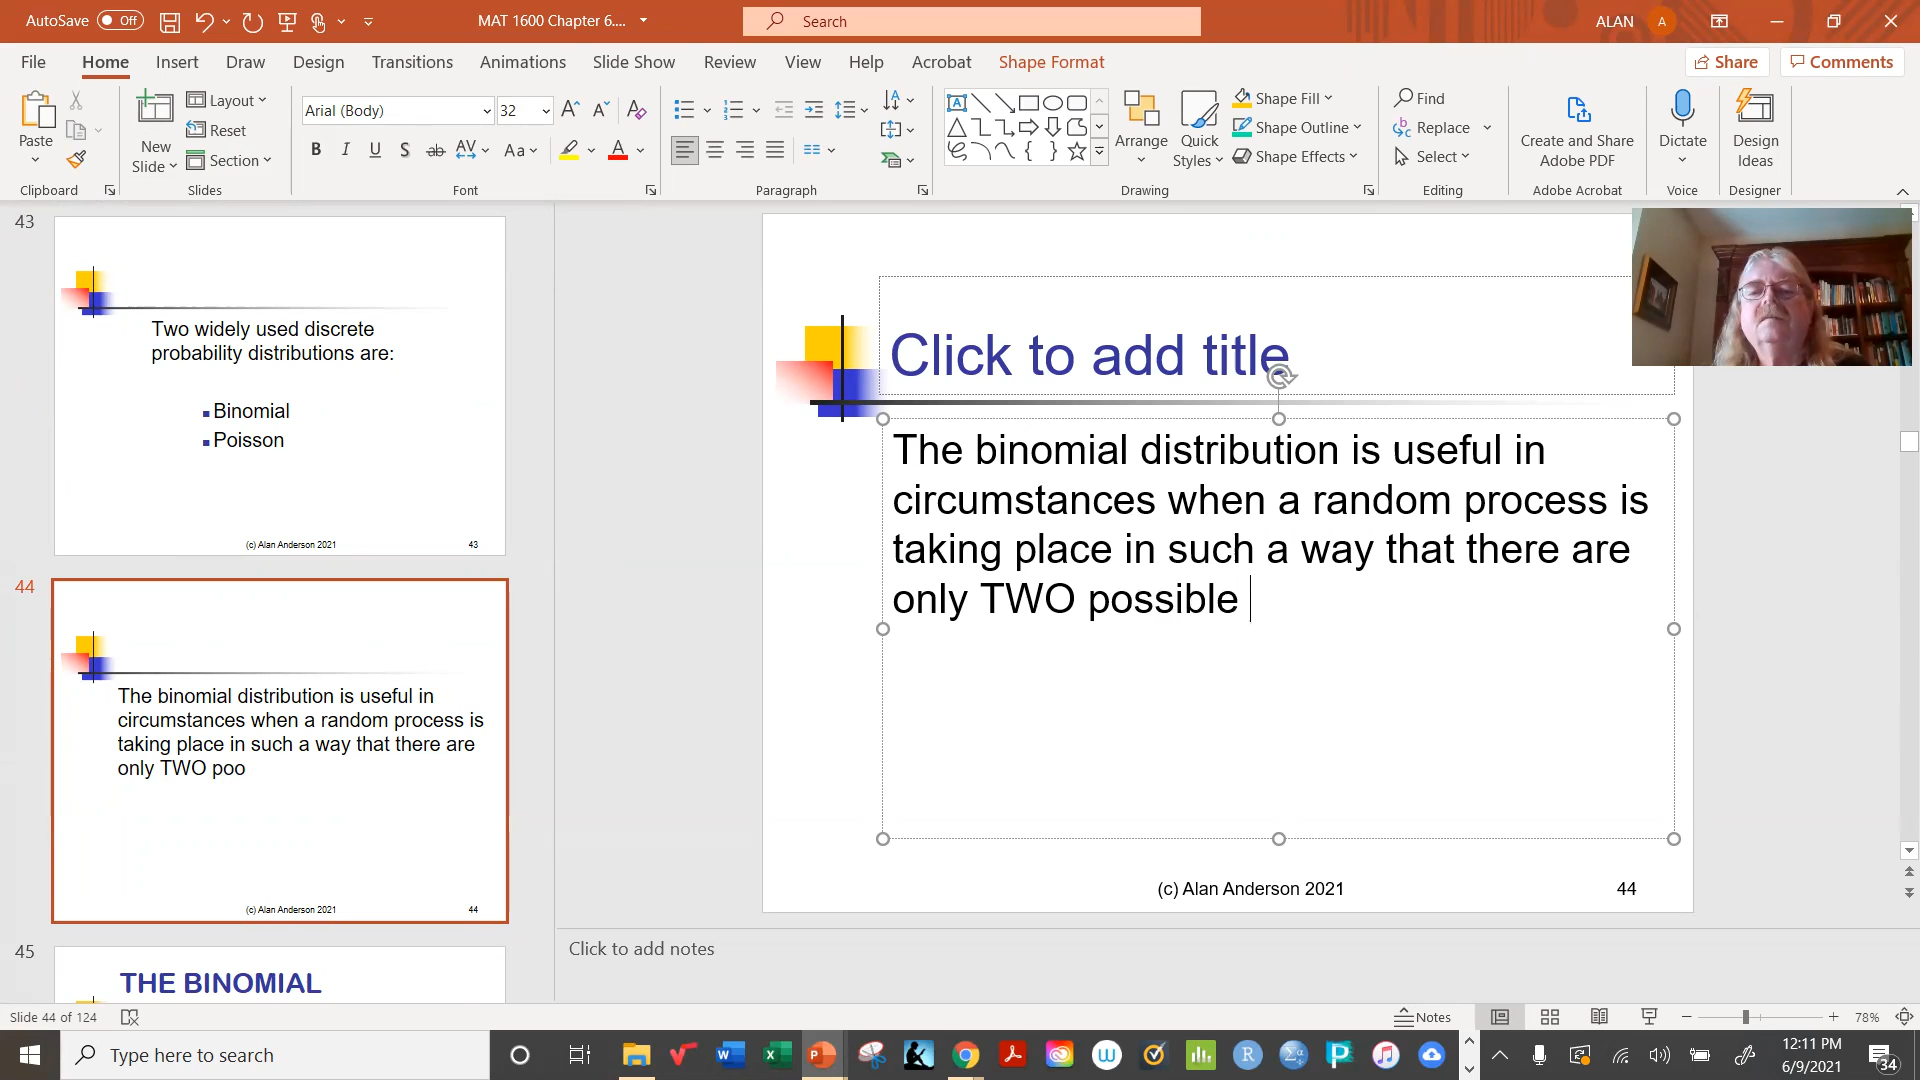 AutoSave Off MAT 1600 Chapter 6.... Search ALAN A
File Home Insert Draw Design Transitions Animations Slide Show Review View Help Acrobat Shape Format Share Comments
Paste
Clipboard
New Slide
Layout
Reset
Section
Slides
Arial (Body) 32
Font
Paragraph
Arrange
Quick Styles
Shape Fill
Shape Outline
Shape Effects
Drawing
Find
Replace
Select
Editing
Create and Share Adobe PDF
Adobe Acrobat
Dictate
Voice
Design Ideas
Designer
43
Two widely used discrete
probability distributions are:
Binomial
Poisson
(c) Alan Anderson 2021 43
44
The binomial distribution is useful in
circumstances when a random process is
taking place in such a way that there are
only TWO poo
(c) Alan Anderson 2021 44
45
THE BINOMIAL
Click to add title
The binomial distribution is useful in
circumstances when a random process is
taking place in such a way that there are
only TWO possible
(c) Alan Anderson 2021 44
Click to add notes
Slide 44 of 124 Notes 78%
Type here to search
12:11 PM
6/9/2021
34